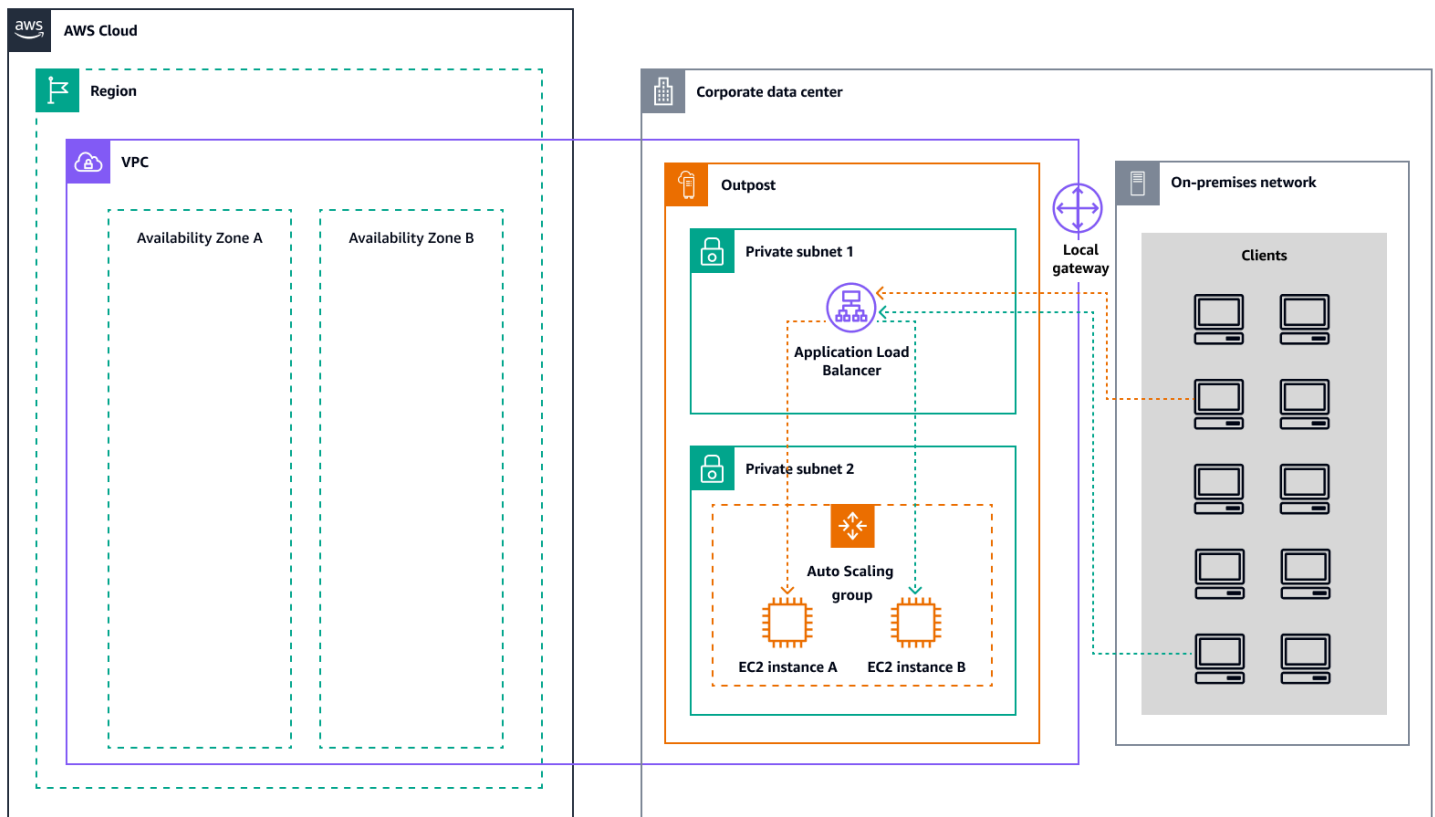 aws
AWS Cloud
Region
Corporate data center
VPC
Outpost
On-premises network
Availability Zone A
Availability Zone B
Private subnet 1
Local
gateway
Clients
Application Load
Balancer
Private subnet 2
Auto Scaling
group
EC2 instance A
EC2 instance B